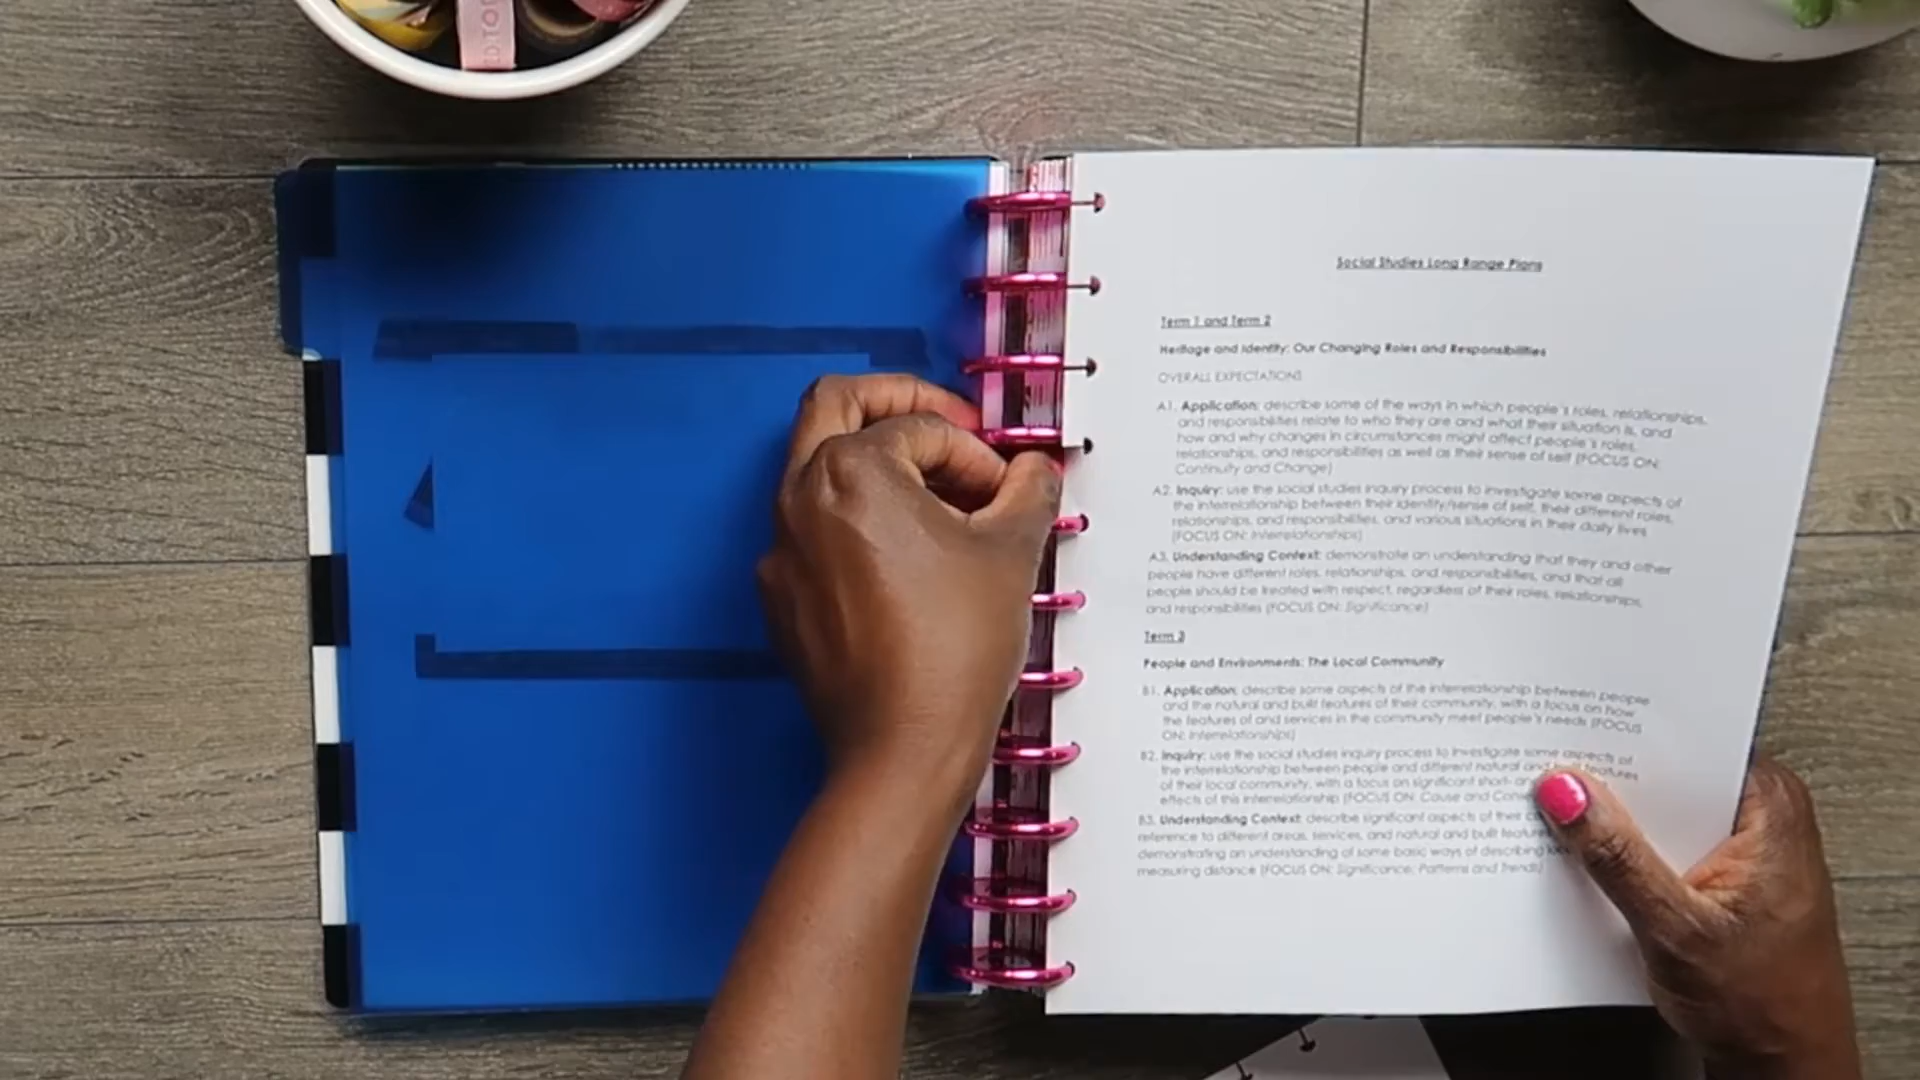 Social Studies Long Range Plans
Term 1 and Term 2
Heritage and Identity: Our Changing Roles and Responsibilities
OVERALL EXPECTATIONS
A1. Application: describe some of the ways in which people's roles, relationships,
and responsibilities relate to who they are and what their situation is, and
how and why changes in circumstances might affect people's roles,
relationships, and responsibilities as well as their sense of self (FOCUS ON:
Continuity and Change)
A2. Inquiry: use the social studies inquiry process to investigate some aspects of
the interrelationship between their identity/sense of self, their different roles,
relationships, and responsibilities, and various situations in their daily lives
(FOCUS ON: Interrelationships)
A3. Understanding Context: demonstrate an understanding that they and other
people have different roles, relationships, and responsibilities, and that all
people should be treated with respect, regardless of their roles, relationships,
and responsibilities (FOCUS ON: Significance)
Term 3
People and Environments: The Local Community
B1. Application: describe some aspects of the interrelationship between people
and the natural and built features of their community, with a focus on how
the features of and services in the community meet people's needs (FOCUS
ON: Interrelationships)
B2. Inquiry: use the social studies inquiry process to investigate some aspects of
the interrelationship between people and different natural and built features
of their local community, with a focus on significant short- and
effects of this interrelationship (FOCUS ON: Cause and
B3. Understanding Context: describe significant aspects of their
reference to different areas, services, and natural and built
demonstrating an understanding of some basic ways of describing
measuring distance (FOCUS ON: Significance; Patterns and Trends)